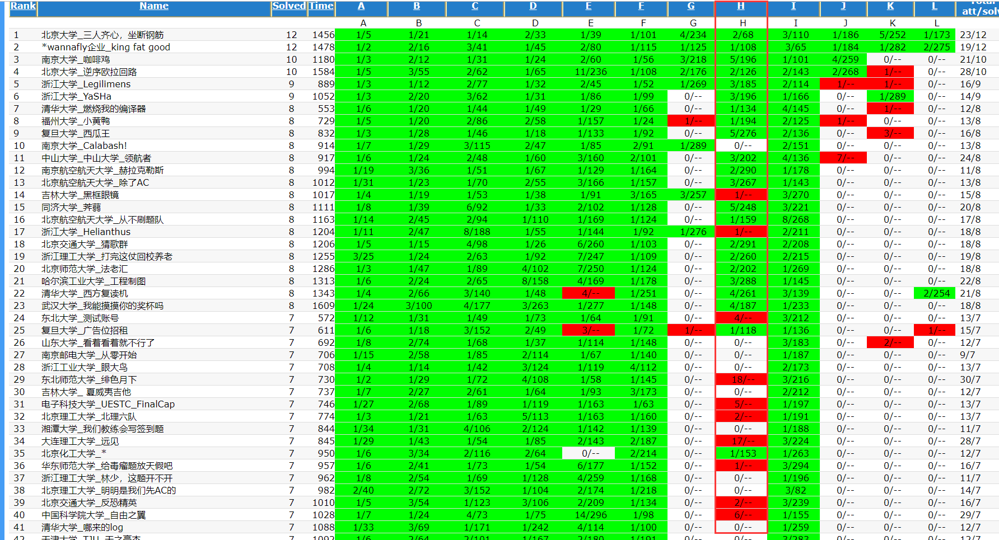 Rank Name Solved Time A B C D E F G H I J K L Total
att/solv
A B C D E F G H I J K L
1 北京大学_三人齐心，坐断钢筋 12 1456 1/5 1/21 1/14 2/33 1/39 1/101 4/234 2/68 3/110 1/186 5/252 1/173 23/12
2 *wannafly企业_king fat good 12 1478 1/2 2/16 3/41 1/45 2/80 1/115 1/125 1/108 3/65 1/184 1/282 2/275 19/12
3 南京大学_咖啡鸡 10 1180 1/3 2/12 1/31 1/24 2/60 1/56 3/218 5/196 1/101 4/259 0/-- 0/-- 21/10
4 北京大学_逆序欧拉回路 10 1584 1/5 3/55 2/62 1/65 11/236 1/108 2/176 2/126 2/143 2/268 1/-- 0/-- 28/10
5 浙江大学_Legilimens 9 889 1/3 1/12 2/77 1/32 2/45 1/52 1/269 3/185 2/114 1/-- 1/-- 0/-- 16/9
6 浙江大学_YaSHa 9 1052 1/3 2/20 3/62 1/31 1/86 1/99 0/-- 3/196 1/166 0/-- 1/289 0/-- 14/9
7 清华大学_燃烧我的编译器 8 553 1/6 1/20 1/44 1/49 1/29 1/66 0/-- 1/134 4/145 0/-- 1/-- 0/-- 12/8
8 福州大学_小黄鸭 8 729 1/5 1/20 2/86 2/58 1/157 1/24 1/-- 1/194 2/125 1/-- 0/-- 0/-- 13/8
9 复旦大学_西瓜王 8 832 1/3 1/28 1/46 1/18 1/133 1/92 0/-- 5/276 2/136 0/-- 3/-- 0/-- 16/8
10 南京大学_Calabash! 8 914 1/7 1/29 3/115 2/47 1/85 2/91 1/289 0/-- 2/151 0/-- 0/-- 0/-- 13/8
11 中山大学_中山大学_领航者 8 917 1/6 1/24 2/48 1/60 3/160 2/101 0/-- 3/202 4/136 7/-- 0/-- 0/-- 24/8
12 南京航空航天大学_赫拉克勒斯 8 994 1/19 3/36 1/51 1/67 1/129 1/164 0/-- 2/290 1/178 0/-- 0/-- 0/-- 11/8
13 北京航空航天大学_除了AC 8 1012 1/31 1/23 1/70 2/55 3/166 1/157 0/-- 3/267 1/143 0/-- 0/-- 0/-- 13/8
14 吉林大学_黑框眼镜 8 1017 1/4 1/19 1/53 1/38 1/91 3/165 3/257 1/-- 3/270 0/-- 0/-- 0/-- 15/8
15 同济大学_荠蒻 8 1111 1/8 1/39 6/92 1/33 2/102 1/128 0/-- 5/248 3/221 0/-- 0/-- 0/-- 20/8
16 北京航空航天大学_从不刷题队 8 1163 1/14 2/45 2/94 1/110 1/169 1/124 0/-- 1/159 8/268 0/-- 0/-- 0/-- 17/8
17 浙江大学_Helianthus 8 1204 1/11 2/47 8/188 1/55 1/144 1/92 1/276 1/-- 2/211 0/-- 0/-- 0/-- 18/8
18 北京交通大学_猜歌群 8 1206 1/5 1/15 4/98 1/26 6/260 1/103 0/-- 2/291 2/208 0/-- 0/-- 0/-- 18/8
19 浙江理工大学_打完这仗回校养老 8 1255 3/25 1/24 2/63 1/92 7/247 1/109 0/-- 2/260 2/215 0/-- 0/-- 0/-- 19/8
20 北京师范大学_法老汇 8 1286 1/3 1/47 1/89 4/102 7/250 1/124 0/-- 2/202 1/269 0/-- 0/-- 0/-- 18/8
21 哈尔滨工业大学_工程制图 8 1313 1/6 2/24 2/65 8/158 4/169 1/178 0/-- 3/288 1/145 0/-- 0/-- 0/-- 22/8
22 清华大学_西方复读机 8 1343 1/4 2/66 3/140 1/48 4/-- 1/251 0/-- 4/261 3/139 0/-- 0/-- 2/254 21/8
23 武汉大学_我能摸摸你的奖杯吗 8 1609 1/24 3/100 4/177 3/263 1/277 1/148 0/-- 4/187 1/233 0/-- 0/-- 0/-- 18/8
24 东北大学_测试账号 7 572 1/12 1/31 1/49 1/73 1/64 1/91 0/-- 4/-- 3/212 0/-- 0/-- 0/-- 13/7
25 复旦大学_广告位招租 7 611 1/6 1/18 3/152 2/49 3/-- 1/72 1/-- 1/118 1/136 0/-- 0/-- 1/-- 15/7
26 山东大学_看着看着就不行了 7 692 1/8 2/74 1/68 1/37 1/114 1/148 0/-- 0/-- 3/183 0/-- 2/-- 0/-- 12/7
27 南京邮电大学_从零开始 7 706 1/15 2/58 1/85 2/114 1/67 1/140 0/-- 0/-- 1/187 0/-- 0/-- 0/-- 9/7
28 浙江工业大学_眼大鸟 7 708 1/4 1/14 1/42 3/124 1/119 4/112 0/-- 0/-- 2/173 0/-- 0/-- 0/-- 13/7
29 东北师范大学_绯色月下 7 730 1/2 1/29 1/72 4/108 1/58 1/145 0/-- 18/-- 3/216 0/-- 0/-- 0/-- 30/7
30 吉林大学_ 夏威夷吉他 7 737 1/7 2/27 2/61 1/64 1/93 3/173 0/-- 0/-- 2/212 0/-- 0/-- 0/-- 12/7
31 电子科技大学_UESTC_FinalCap 7 746 1/27 2/68 1/89 1/119 1/163 1/63 0/-- 5/-- 1/197 0/-- 0/-- 0/-- 13/7
32 北京理工大学_北理六队 7 774 1/3 1/21 1/63 5/113 1/163 1/160 0/-- 2/-- 1/191 0/-- 0/-- 0/-- 13/7
33 湘潭大学_我们教练会写签到题 7 844 1/34 1/31 4/106 2/124 1/142 1/139 0/-- 0/-- 1/188 0/-- 0/-- 0/-- 11/7
34 大连理工大学_远见 7 845 1/29 1/43 1/54 1/85 2/143 2/187 0/-- 17/-- 3/224 0/-- 0/-- 0/-- 28/7
35 北京化工大学_* 7 950 1/6 3/34 2/116 2/64 0/-- 2/214 0/-- 1/153 1/263 0/-- 0/-- 0/-- 12/7
36 华东师范大学_给毒瘤题放天假吧 7 957 1/6 2/41 1/73 1/54 6/177 1/152 0/-- 1/-- 3/294 0/-- 0/-- 0/-- 16/7
37 浙江理工大学_林少，这题开不开 7 962 1/8 2/54 1/69 1/128 4/259 1/168 0/-- 0/-- 1/196 0/-- 0/-- 0/-- 11/7
38 北京理工大学_明明是我们先AC的 7 982 2/40 2/72 3/152 1/104 2/174 1/218 0/-- 0/-- 3/82 0/-- 0/-- 0/-- 14/7
39 北京交通大学_反恐精英 7 1010 1/5 3/54 1/123 3/106 2/209 1/134 0/-- 2/-- 3/239 0/-- 0/-- 0/-- 16/7
40 中国科学院大学_自由之翼 7 1028 1/7 1/24 4/73 1/75 14/296 1/98 0/-- 6/-- 1/155 0/-- 0/-- 0/-- 29/7
41 清华大学_哪来的log 7 1088 1/33 3/69 1/171 1/242 4/114 1/100 0/-- 0/-- 1/259 0/-- 0/-- 0/-- 12/7
42 7 1092 1/6 2/64 2/101 1/167 2/180 1/191 0/-- 0/-- 3/283 0/-- 0/-- 0/-- 12/7